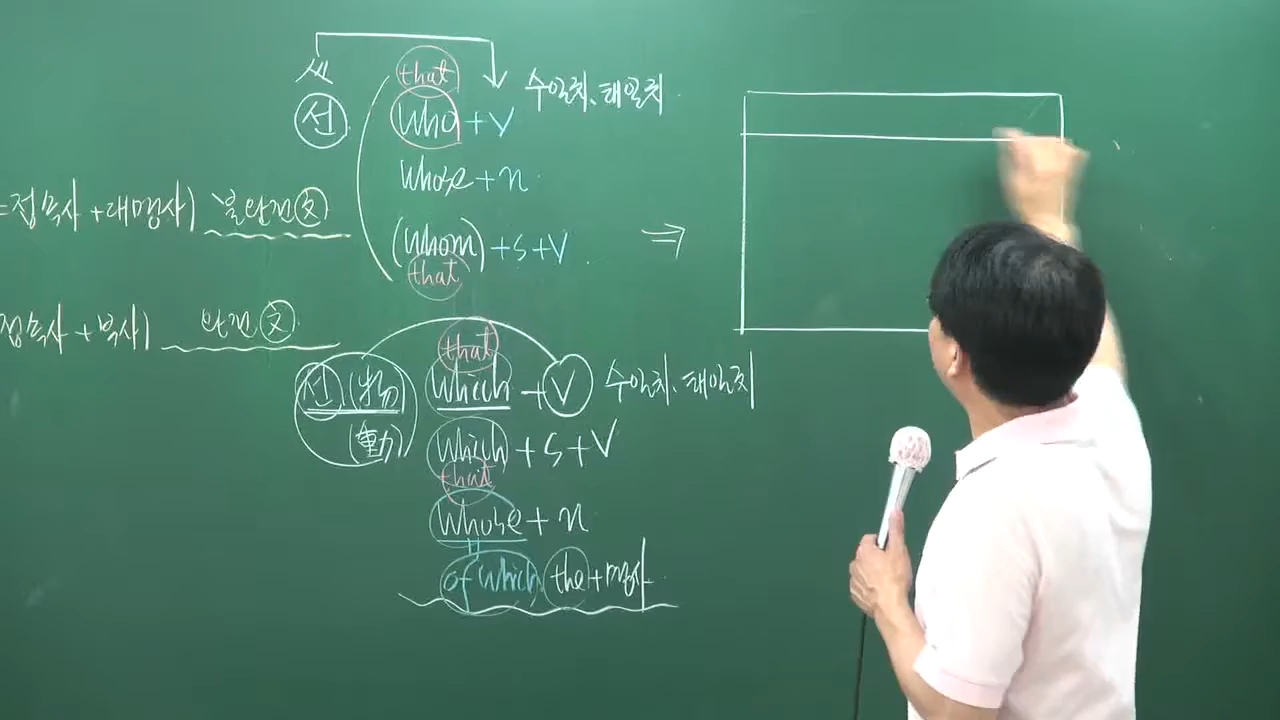 that
수일치、태일치
선 who + V
whose + n
= 접속사 + 대명사) 불완전(文)
(whom) + S + V
that
접속사 + 부사) 완전(文)
that
선(物) which + V 수일치、태일치
(動) which + S + V
that
whose + n
of which the + 명사